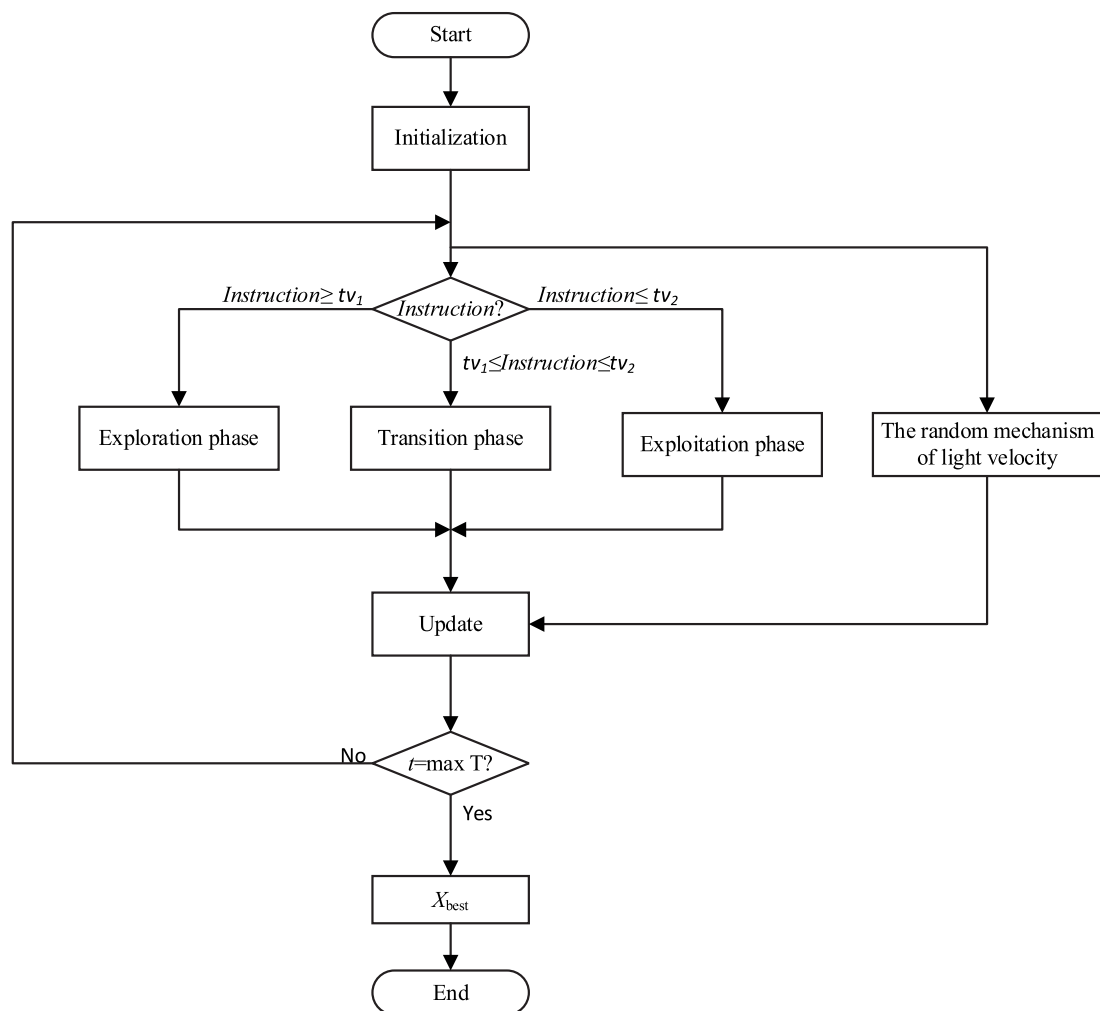 Start
Initialization
Instruction≥ tv₁
Instruction?
Instruction≤ tv₂
tv₁≤Instruction≤tv₂
Exploration phase
Transition phase
Exploitation phase
The random mechanism
of light velocity
Update
No
t=max T?
Yes
Xbest
End